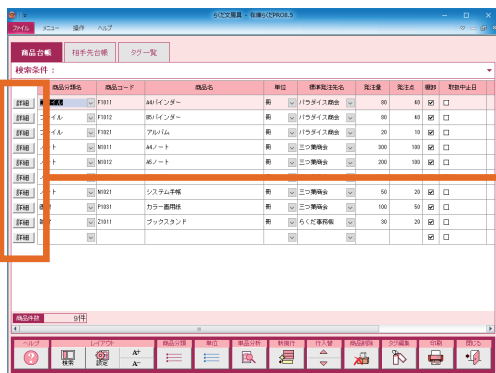 らくだ文房具 - 在庫らくだPRO8.5
ファイル メニュー 操作 ヘルプ
商品台帳 相手先台帳 タグ一覧
検索条件：
商品分類名 商品コード 商品名 単位 標準発注先名 発注量 発注点 棚卸 取扱中止日
詳細 F1011 A4バインダー 冊 パラダイス商会 80 60
詳細 F1012 B5バインダー 冊 パラダイス商会 80 60
詳細 F1021 アルバム 冊 パラダイス商会 20 10
詳細 N1011 A4ノート 冊 三つ葉商会 300 100
詳細 N1012 A5ノート 冊 三つ葉商会 200 100
詳細
詳細 N1021 システム手帳 冊 三つ葉商会 50 20
詳細 P1031 カラー画用紙 冊 三つ葉商会 100 50
詳細 Z1011 ブックスタンド 冊 らくだ事務機 30 20
詳細
商品件数 9件
ヘルプ レイアウト 商品分類 単位 単品分析 新規行 行入替 商品削除 タグ編集 印刷 閉じる
検索 設定 A+ A-